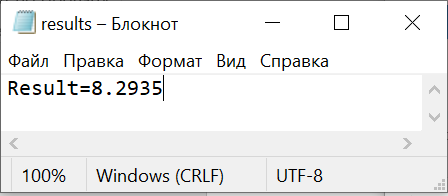 results – Блокнот
Файл Правка Формат Вид Справка
Result=8.2935
100% Windows (CRLF) UTF-8